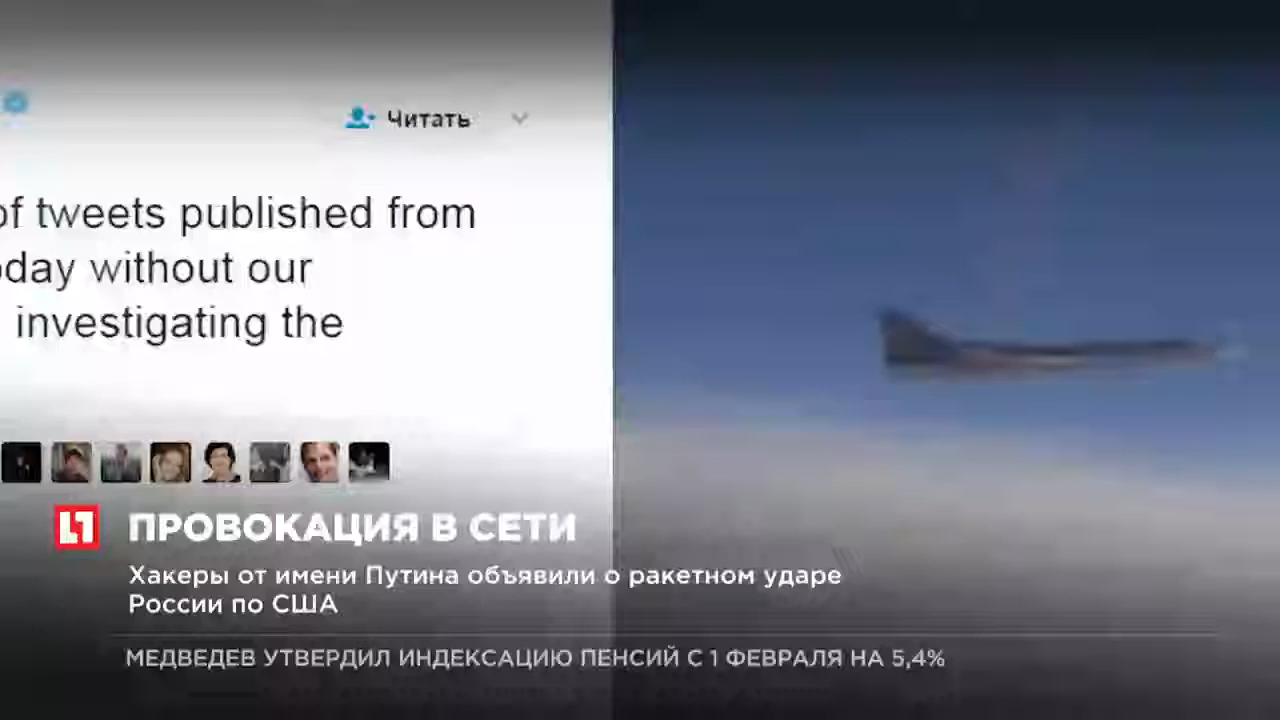 Читать
of tweets published from
oday without our
investigating the
ПРОВОКАЦИЯ В СЕТИ
Хакеры от имени Путина объявили о ракетном ударе
России по США
МЕДВЕДЕВ УТВЕРДИЛ ИНДЕКСАЦИЮ ПЕНСИЙ С 1 ФЕВРАЛЯ НА 5,4%